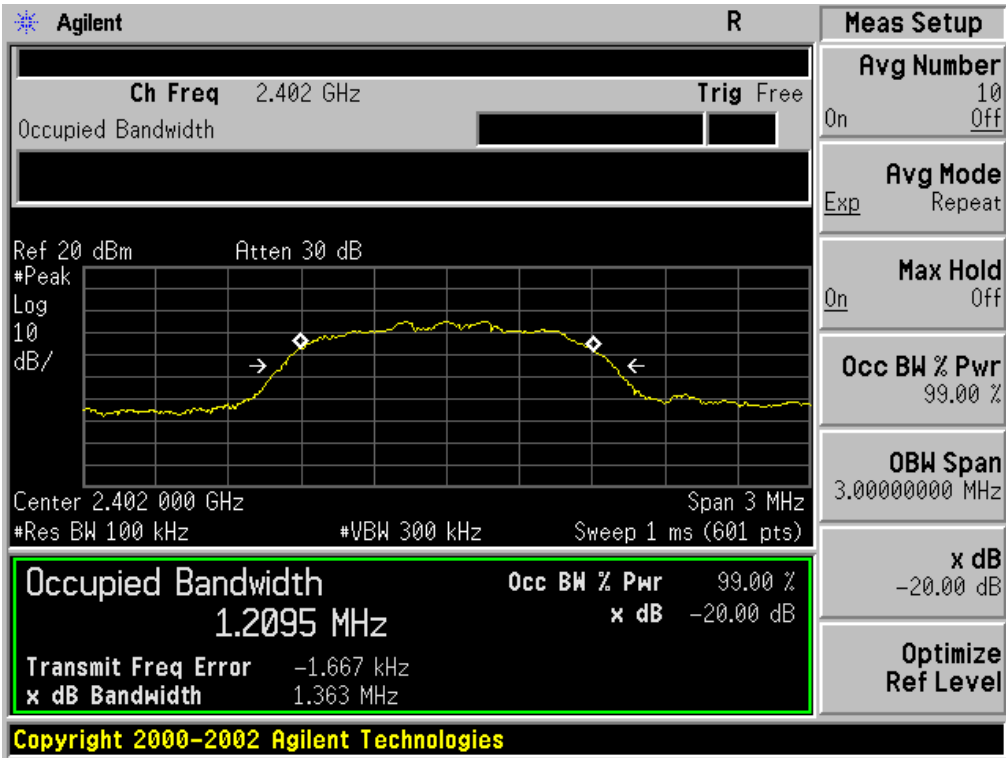 Agilent
R
Ch Freq 2.402 GHz
Trig Free
Occupied Bandwidth
Ref 20 dBm
Atten 30 dB
#Peak
Log
10
dB/
Center 2.402 000 GHz
Span 3 MHz
#Res BW 100 kHz
#VBW 300 kHz
Sweep 1 ms (601 pts)
Occupied Bandwidth
1.2095 MHz
Occ BW % Pwr 99.00 %
x dB -20.00 dB
Transmit Freq Error -1.667 kHz
x dB Bandwidth 1.363 MHz
Copyright 2000-2002 Agilent Technologies
Meas Setup
Avg Number
10
On Off
Avg Mode
Exp Repeat
Max Hold
On Off
Occ BW % Pwr
99.00 %
OBW Span
3.00000000 MHz
x dB
-20.00 dB
Optimize
Ref Level